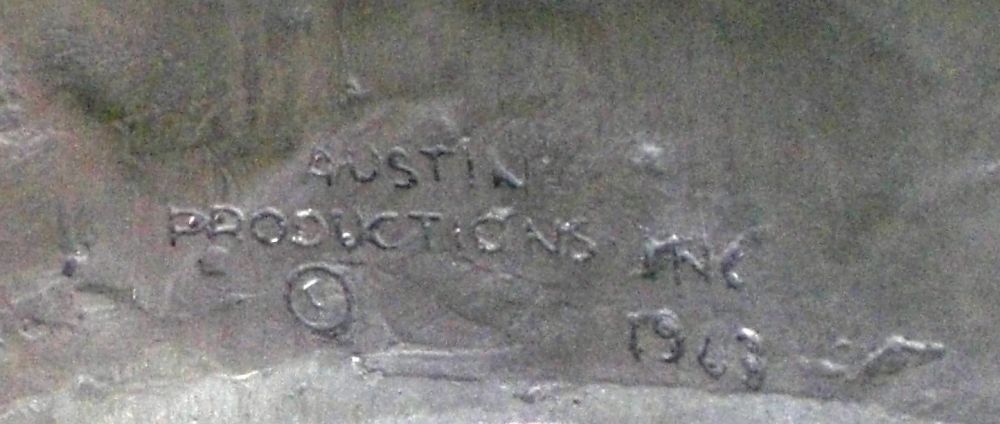 AUSTIN
PRODUCTIONS INC
© 1963